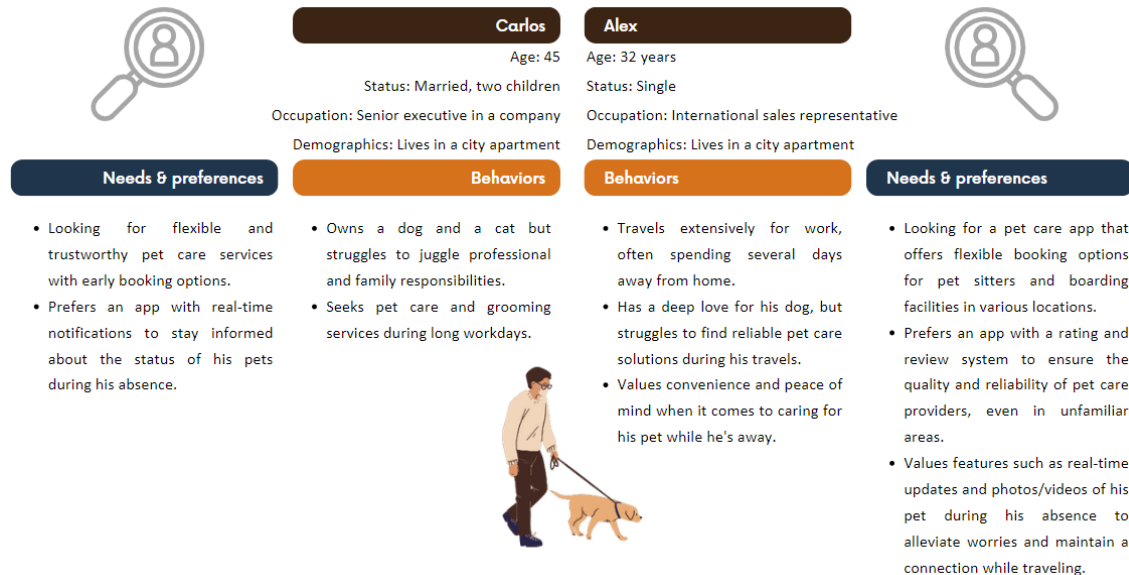 Carlos
Age: 45
Status: Married, two children
Occupation: Senior executive in a company
Demographics: Lives in a city apartment
Alex
Age: 32 years
Status: Single
Occupation: International sales representative
Demographics: Lives in a city apartment
Needs & preferences
• Looking for flexible and
trustworthy pet care services
with early booking options.
• Prefers an app with real-time
notifications to stay informed
about the status of his pets
during his absence.
Behaviors
• Owns a dog and a cat but
struggles to juggle professional
and family responsibilities.
• Seeks pet care and grooming
services during long workdays.
Behaviors
• Travels extensively for work,
often spending several days
away from home.
• Has a deep love for his dog, but
struggles to find reliable pet care
solutions during his travels.
• Values convenience and peace of
mind when it comes to caring for
his pet while he's away.
Needs & preferences
• Looking for a pet care app that
offers flexible booking options
for pet sitters and boarding
facilities in various locations.
• Prefers an app with a rating and
review system to ensure the
quality and reliability of pet care
providers, even in unfamiliar
areas.
• Values features such as real-time
updates and photos/videos of his
pet during his absence to
alleviate worries and maintain a
connection while traveling.